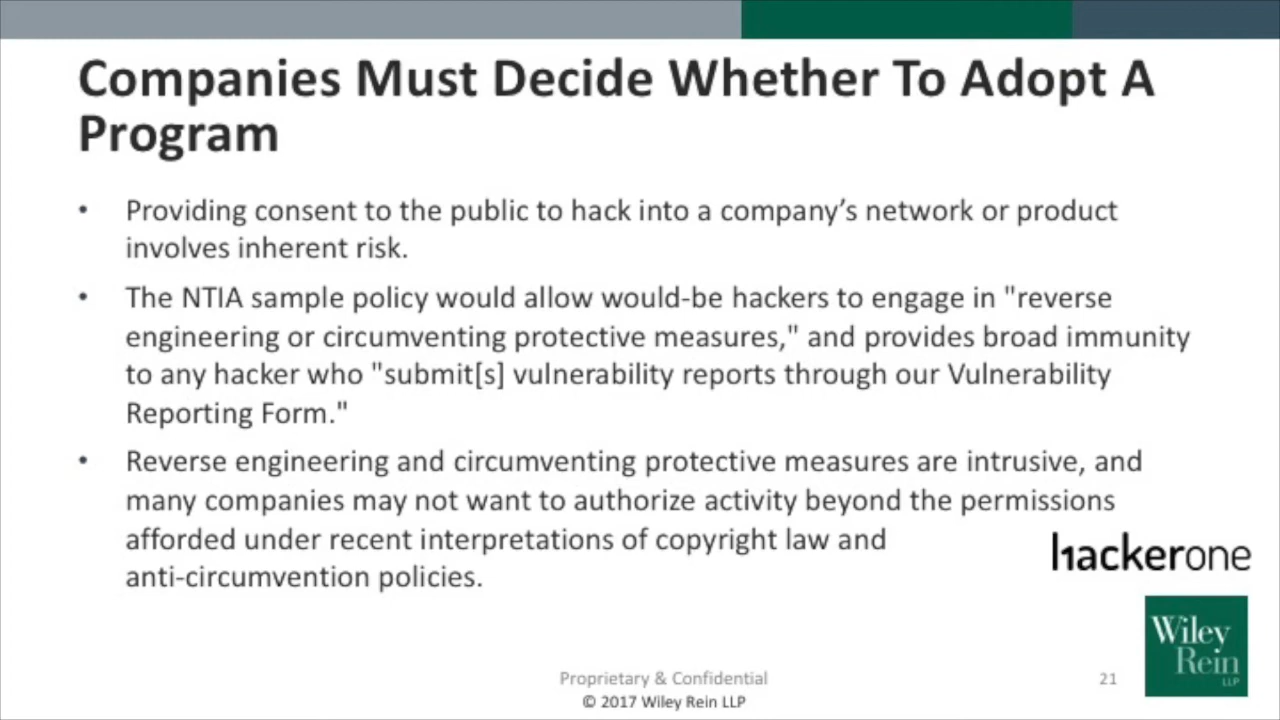 Companies Must Decide Whether To Adopt A
Program
• Providing consent to the public to hack into a company’s network or product
involves inherent risk.
• The NTIA sample policy would allow would-be hackers to engage in "reverse
engineering or circumventing protective measures," and provides broad immunity
to any hacker who "submit[s] vulnerability reports through our Vulnerability
Reporting Form."
• Reverse engineering and circumventing protective measures are intrusive, and
many companies may not want to authorize activity beyond the permissions
afforded under recent interpretations of copyright law and
anti-circumvention policies.
hackerone
Wiley
Rein
LLP
Proprietary & Confidential
21
© 2017 Wiley Rein LLP